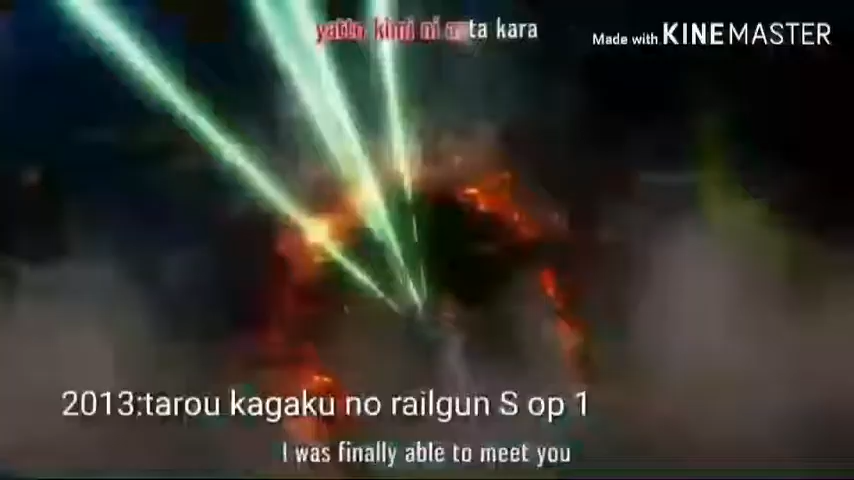 yatto kimi ni aeta kara
Made with KINEMASTER
2013:tarou kagaku no railgun S op 1
I was finally able to meet you